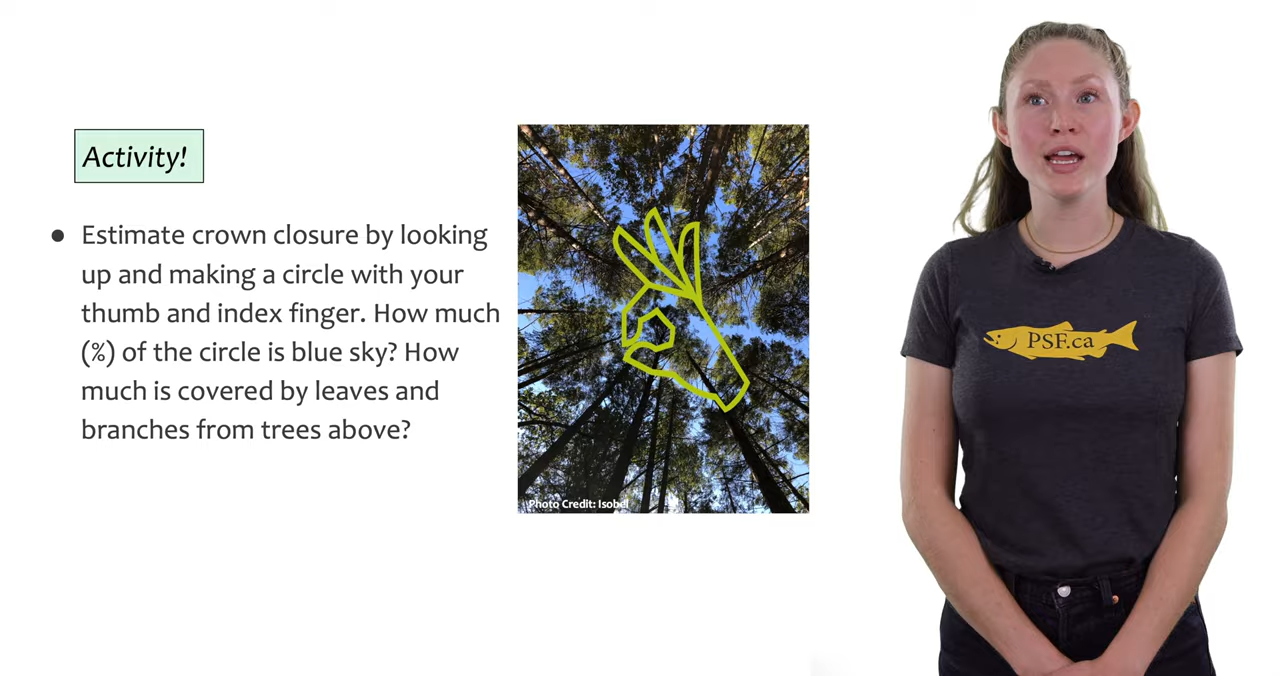 Activity!
● Estimate crown closure by looking
up and making a circle with your
thumb and index finger. How much
(%) of the circle is blue sky? How
much is covered by leaves and
branches from trees above?
Photo Credit: Isobel
PSF.ca